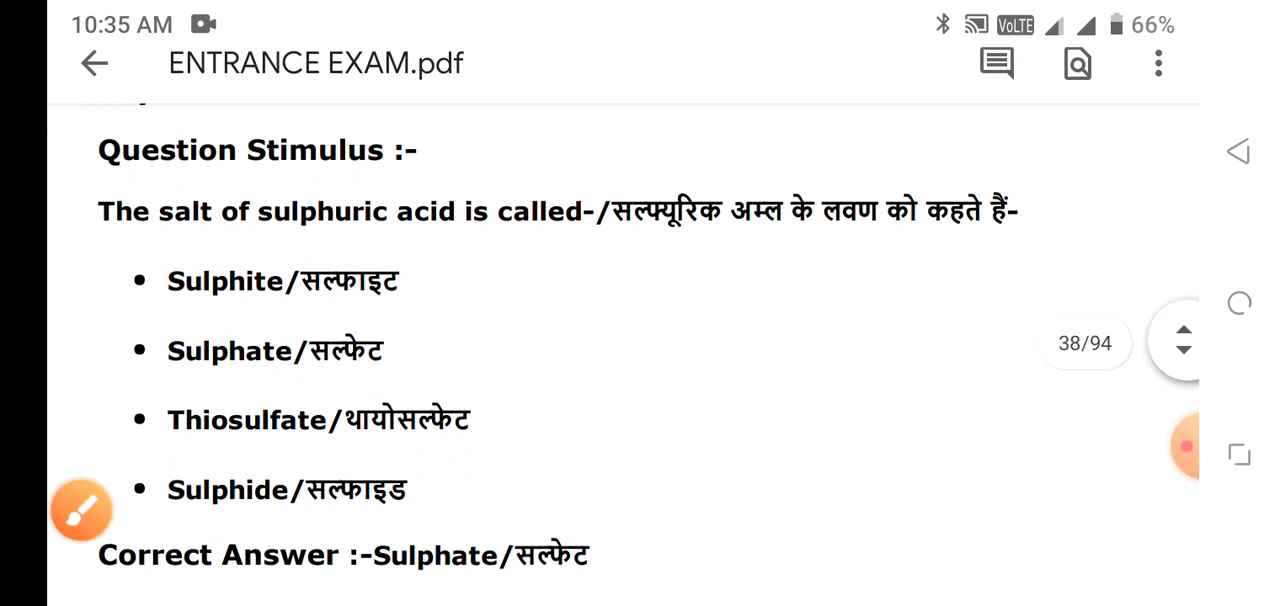 10:35 AM VoLTE 66%
ENTRANCE EXAM.pdf
Question Stimulus :-
The salt of sulphuric acid is called-/सल्फ्यूरिक अम्ल के लवण को कहते हैं-
• Sulphite/सल्फाइट
• Sulphate/सल्फेट
38/94
• Thiosulfate/थायोसल्फेट
• Sulphide/सल्फाइड
Correct Answer :-Sulphate/सल्फेट